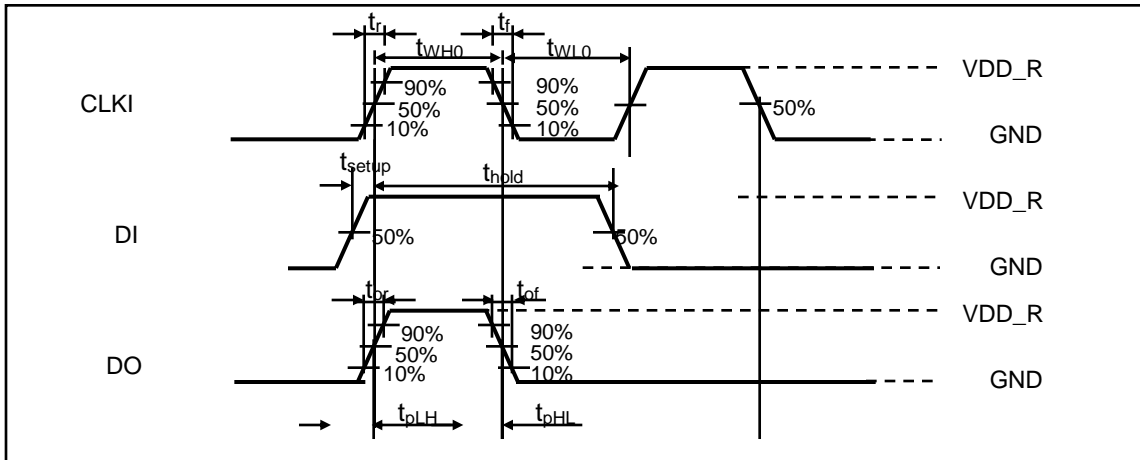 tr tf
tWH0 tWL0
VDD_R
90% 90%
CLKI 50% 50% 50%
10% 10%
GND
tsetup thold
VDD_R
DI 50% 50%
GND
tor tof
VDD_R
90% 90%
50% 50%
DO 10% 10%
GND
tpLH tpHL